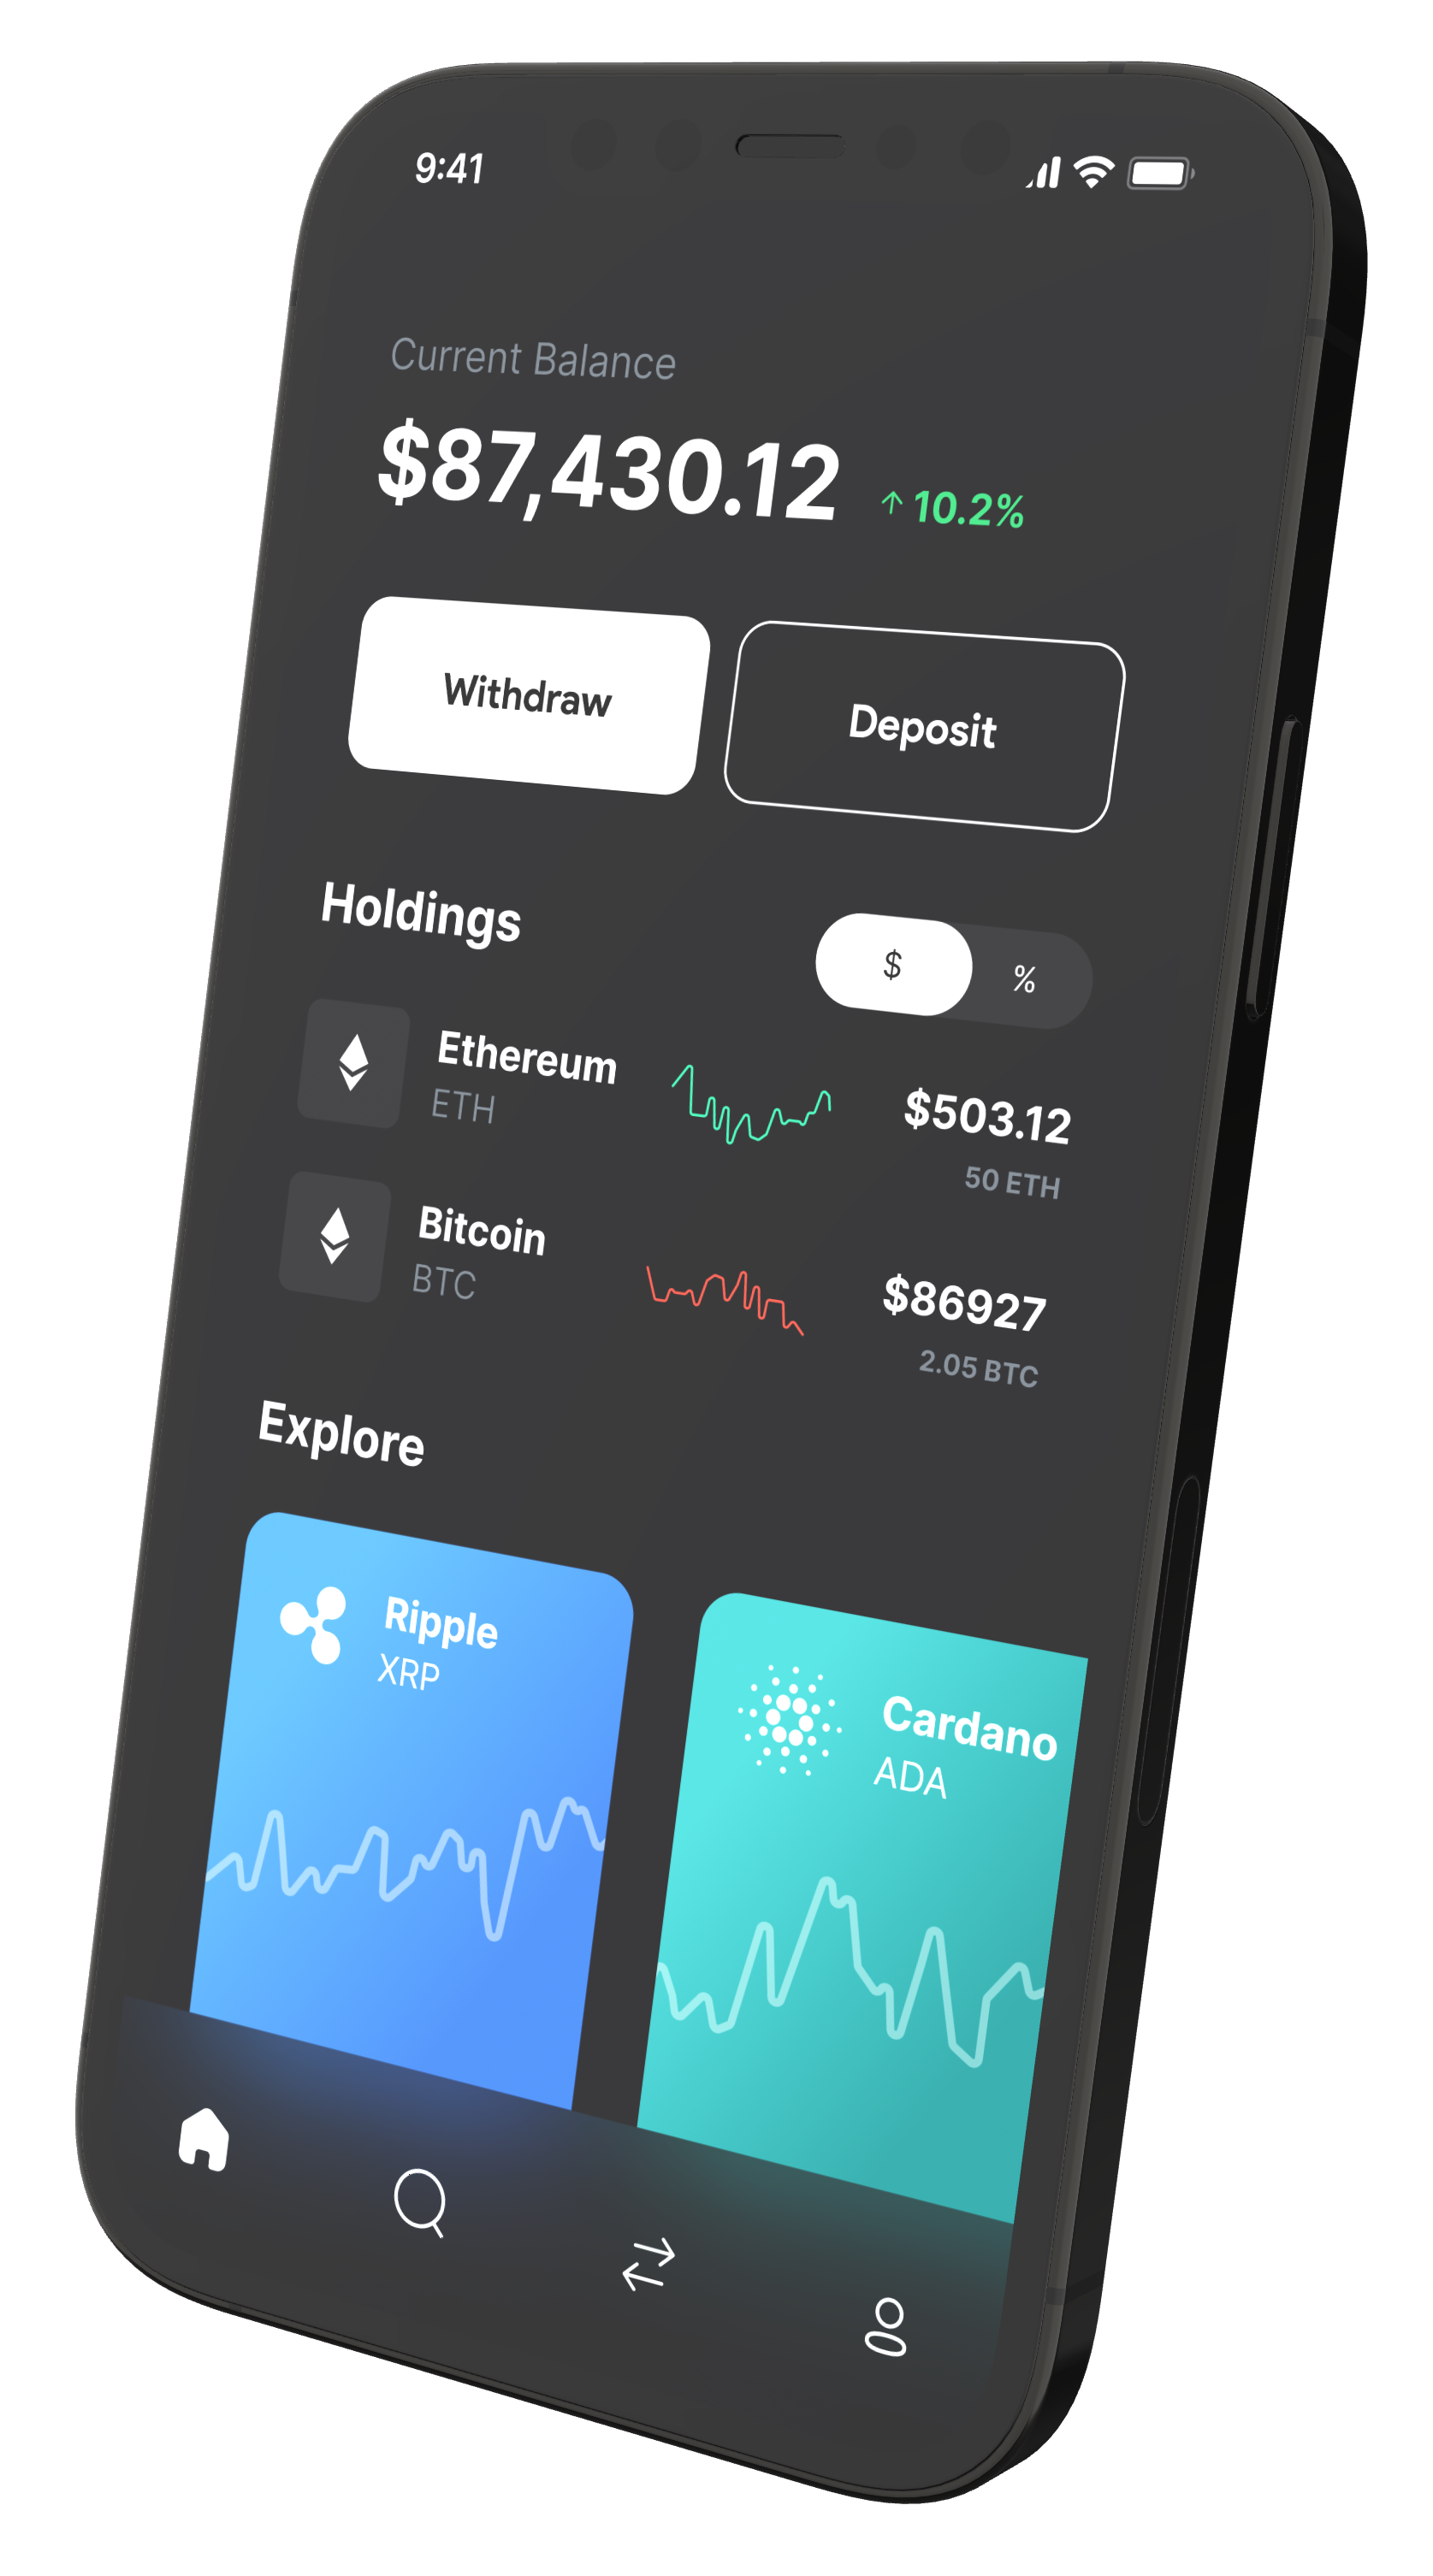 9:41
Current Balance
$87,430.12 ↑ 10.2%
Withdraw
Deposit
Holdings
$ %
Ethereum
ETH
$503.12
50 ETH
Bitcoin
BTC
$86927
2.05 BTC
Explore
Ripple
XRP
Cardano
ADA